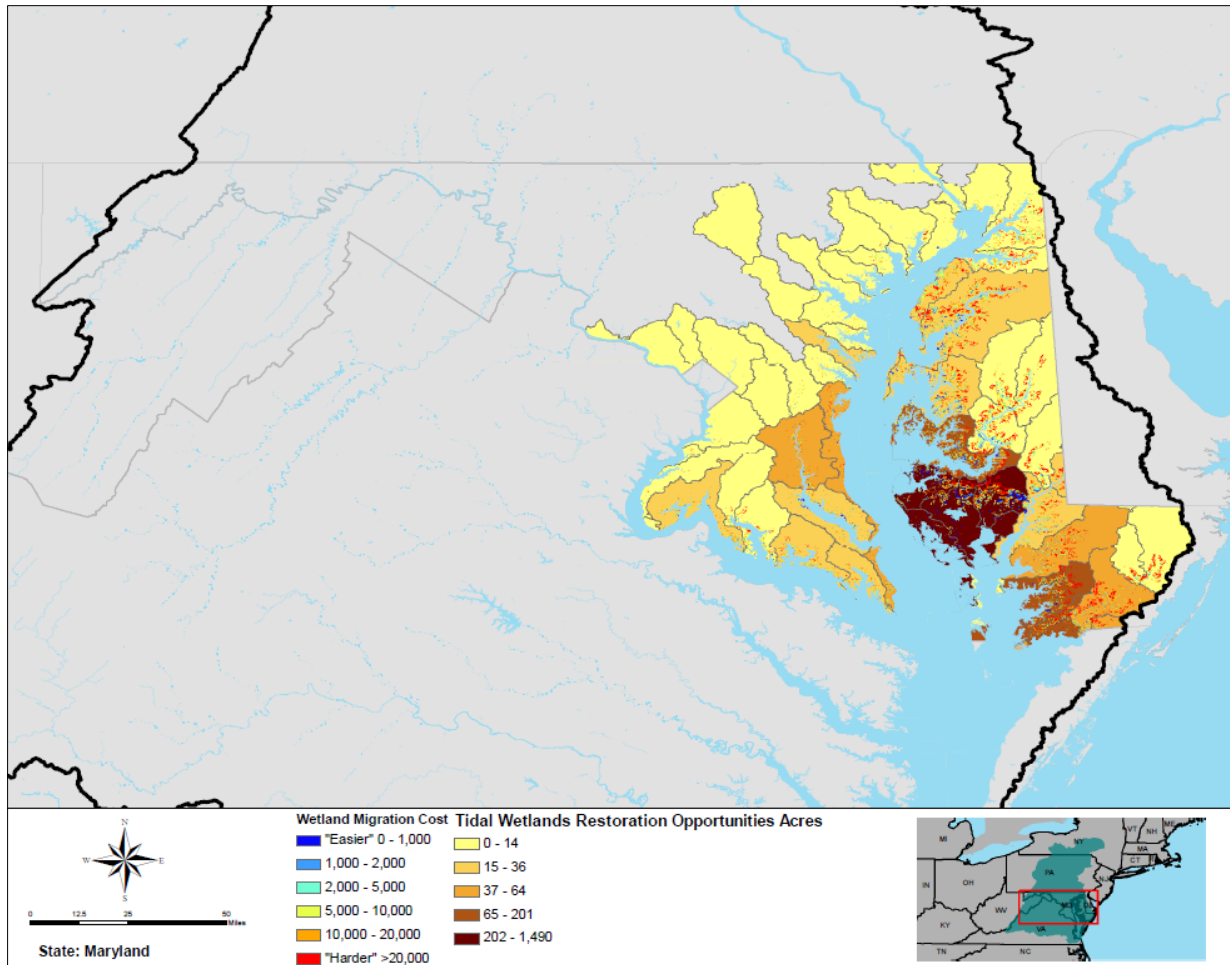 N
W E
S
0 12.5 25 50
Miles
State: Maryland
Wetland Migration Cost
"Easier" 0 - 1,000
1,000 - 2,000
2,000 - 5,000
5,000 - 10,000
10,000 - 20,000
"Harder" >20,000
Tidal Wetlands Restoration Opportunities Acres
0 - 14
15 - 36
37 - 64
65 - 201
202 - 1,490
MI
VT
ME
NH
NY
MA
CT
PA
NJ
IN
OH
WV
KY
VA
TN
NC